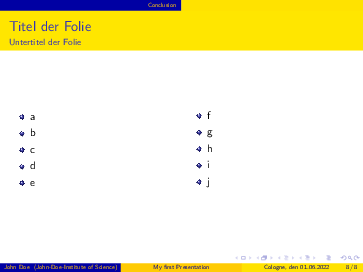 Conclusion
Titel der Folie
Untertitel der Folie
a
b
c
d
e
f
g
h
i
j
John Doe (John-Doe-Institute of Science)
My first Presentation
Cologne, den 01.06.2022
8 / 8